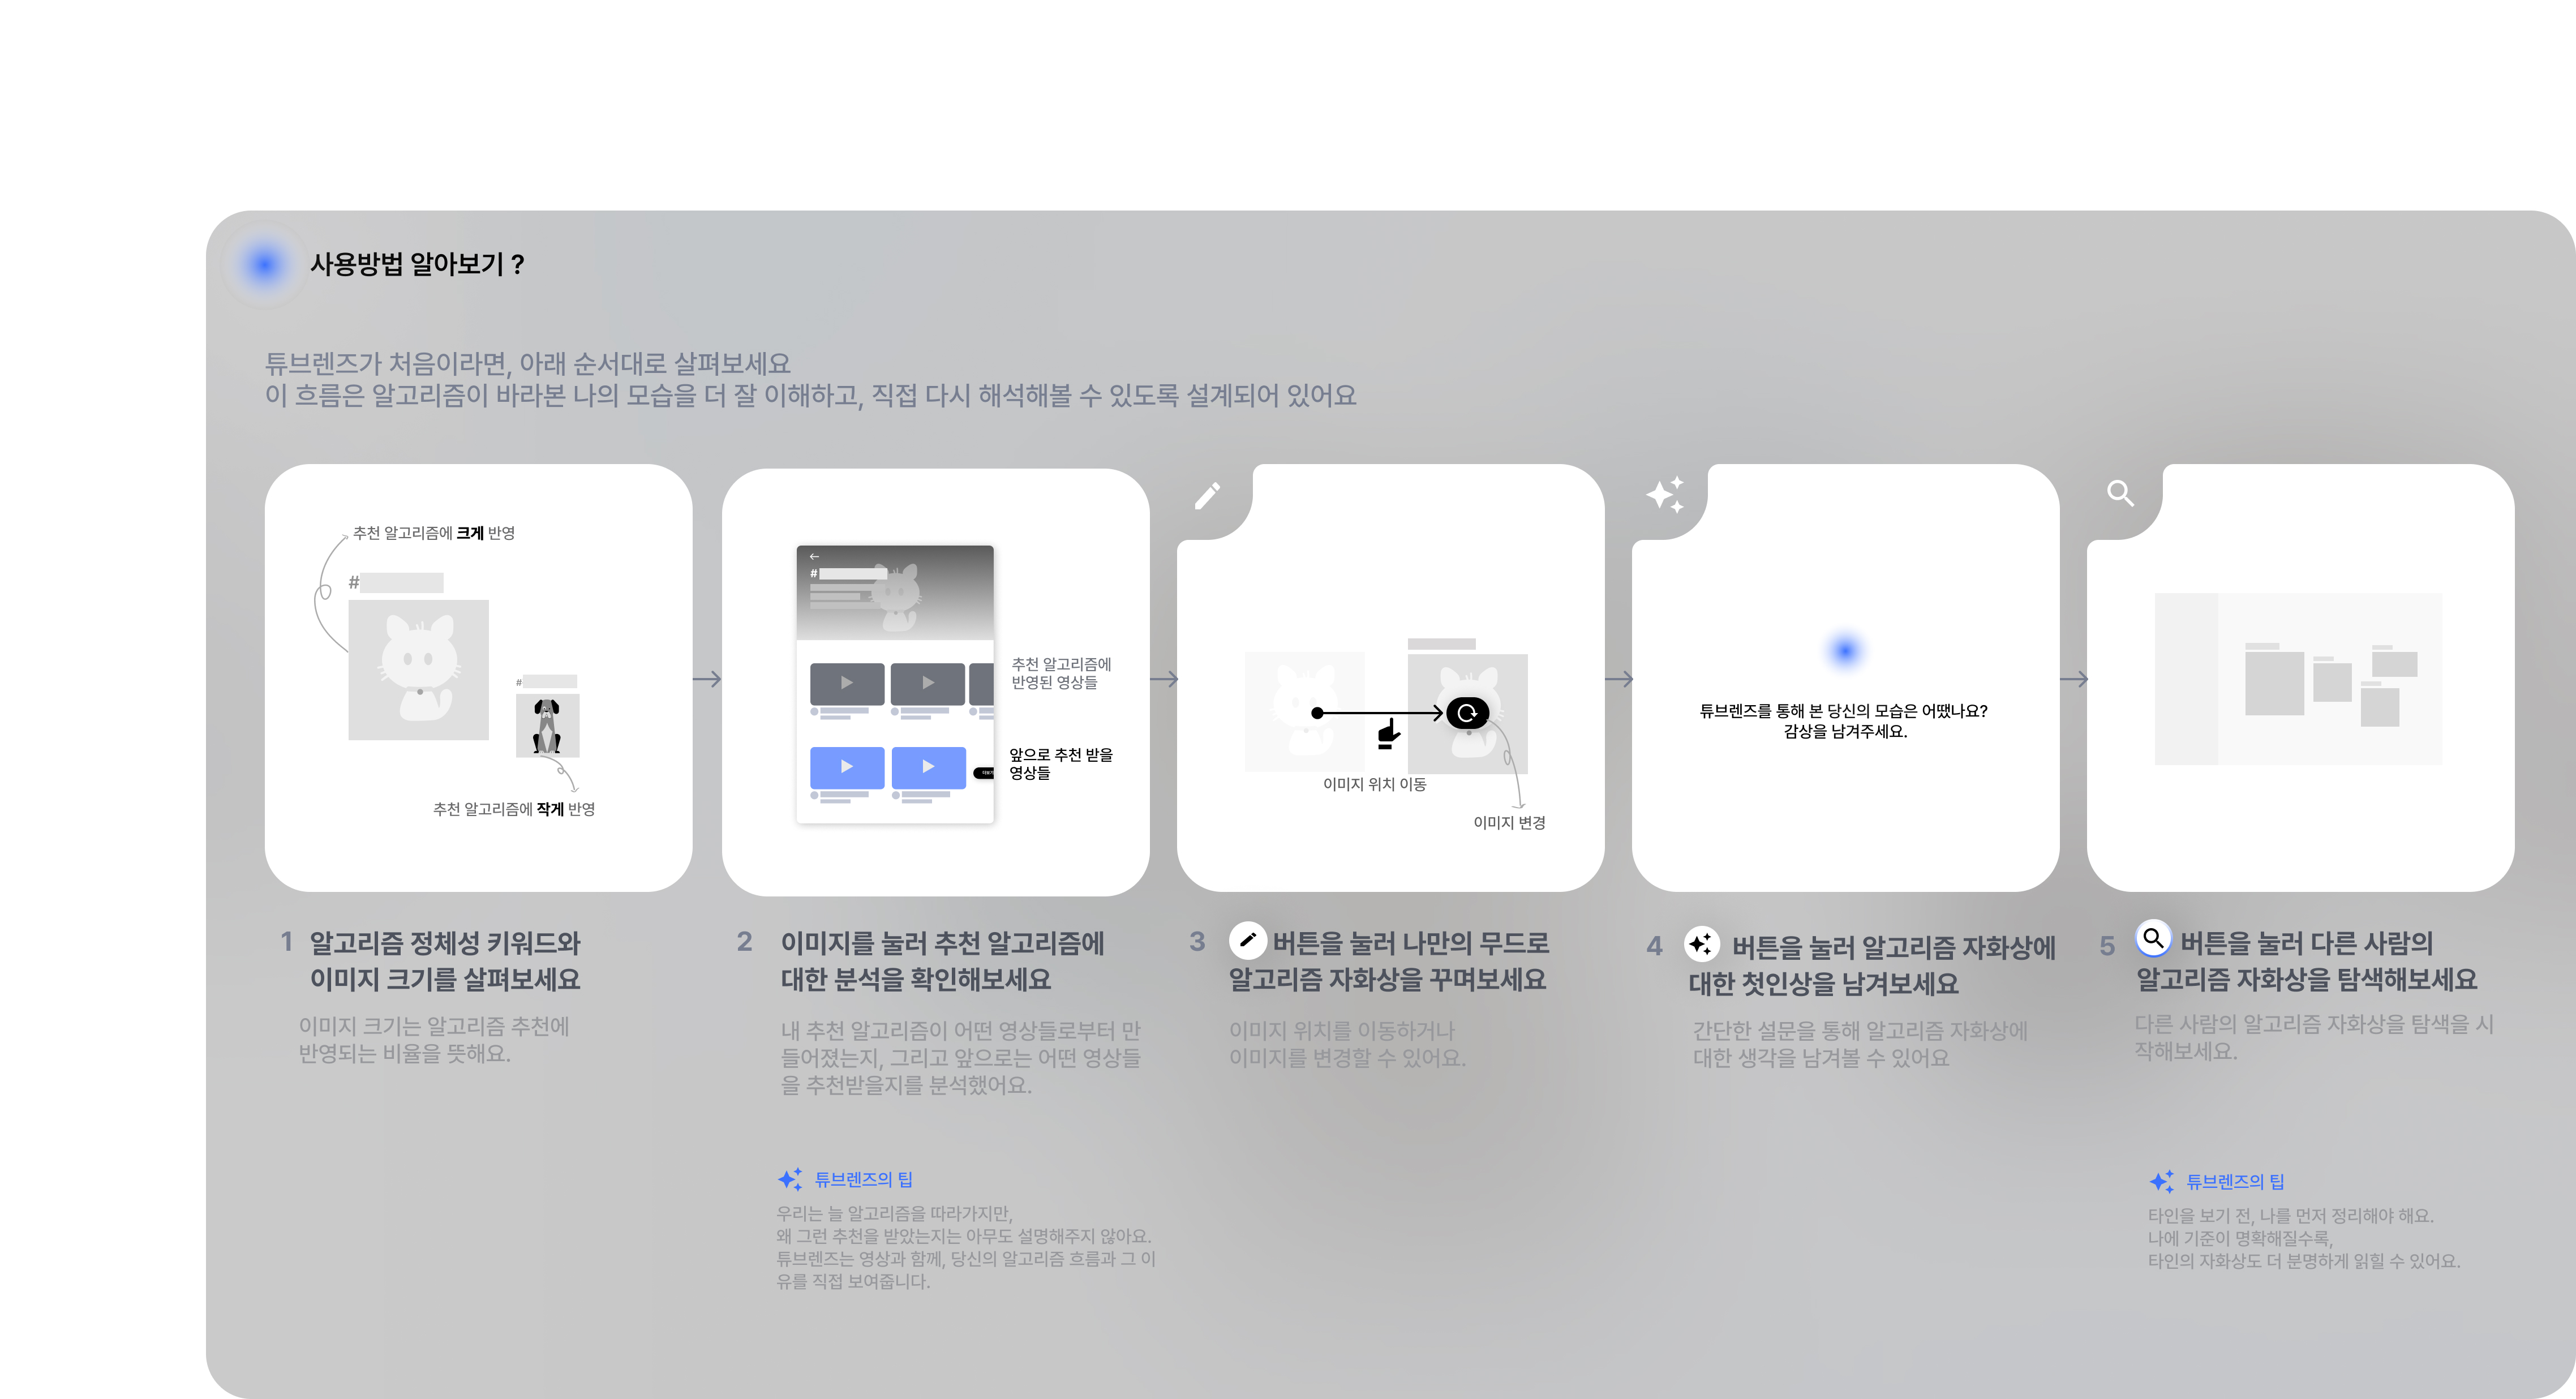 사용방법 알아보기 ?
튜브렌즈가 처음이라면, 아래 순서대로 살펴보세요
이 흐름은 알고리즘이 바라본 나의 모습을 더 잘 이해하고, 직접 다시 해석해볼 수 있도록 설계되어 있어요
추천 알고리즘에 크게 반영
#
#
추천 알고리즘에 작게 반영
1 알고리즘 정체성 키워드와
이미지 크기를 살펴보세요
이미지 크기는 알고리즘 추천에
반영되는 비율을 뜻해요.
#
추천 알고리즘에
반영된 영상들
앞으로 추천 받을
영상들
2 이미지를 눌러 추천 알고리즘에
대한 분석을 확인해보세요
내 추천 알고리즘이 어떤 영상들로부터 만
들어졌는지, 그리고 앞으로는 어떤 영상들
을 추천받을지를 분석했어요.
튜브렌즈의 팁
우리는 늘 알고리즘을 따라가지만,
왜 그런 추천을 받았는지는 아무도 설명해주지 않아요.
튜브렌즈는 영상과 함께, 당신의 알고리즘 흐름과 그 이
유를 직접 보여줍니다.
이미지 위치 이동
이미지 변경
3 버튼을 눌러 나만의 무드로
알고리즘 자화상을 꾸며보세요
이미지 위치를 이동하거나
이미지를 변경할 수 있어요.
튜브렌즈를 통해 본 당신의 모습은 어땠나요?
감상을 남겨주세요.
4 버튼을 눌러 알고리즘 자화상에
대한 첫인상을 남겨보세요
간단한 설문을 통해 알고리즘 자화상에
대한 생각을 남겨볼 수 있어요
5 버튼을 눌러 다른 사람의
알고리즘 자화상을 탐색해보세요
다른 사람의 알고리즘 자화상을 탐색을 시
작해보세요.
튜브렌즈의 팁
타인을 보기 전, 나를 먼저 정리해야 해요.
나에 기준이 명확해질수록,
타인의 자화상도 더 분명하게 읽힐 수 있어요.